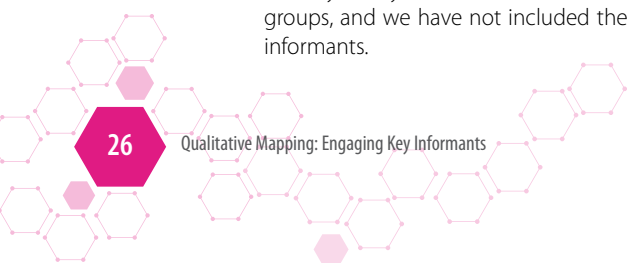 groups, and we have not included the
informants.
26
Qualitative Mapping: Engaging Key Informants